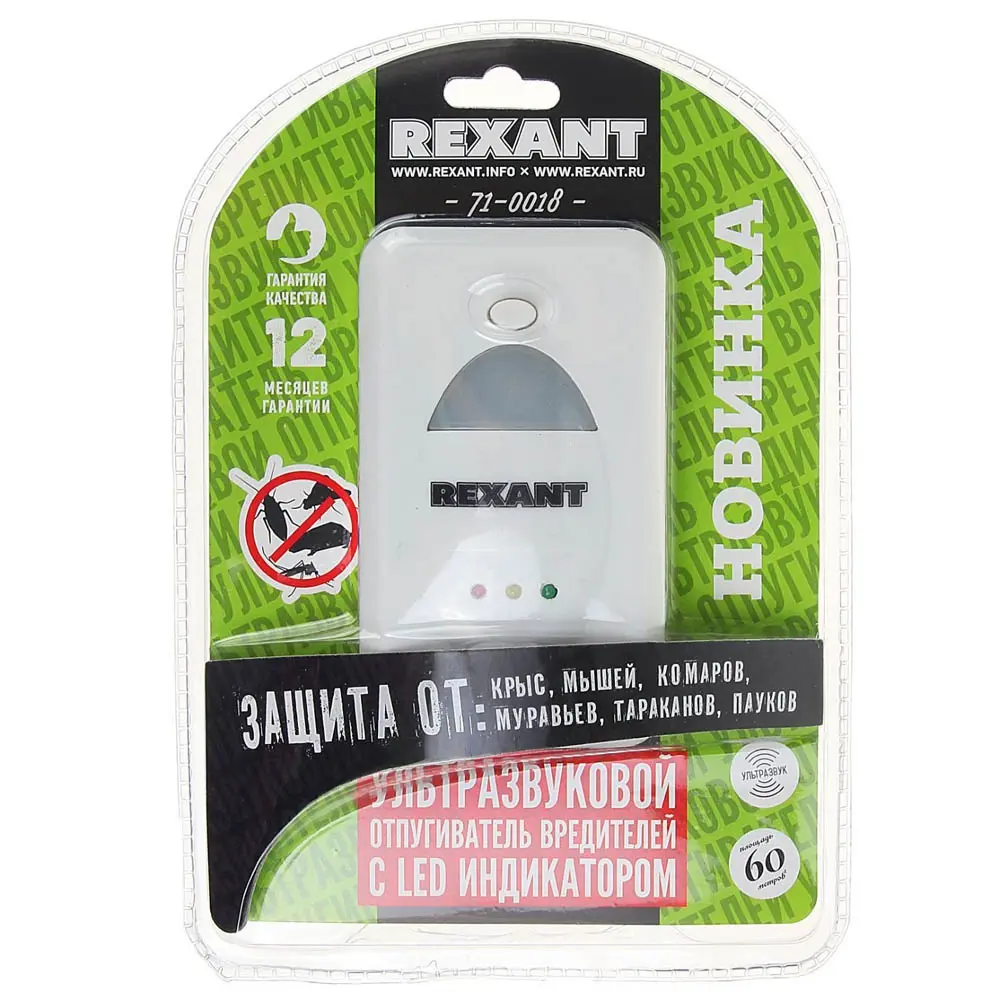 REXANT
WWW.REXANT.INFO × WWW.REXANT.RU
- 71-0018 -
ГАРАНТИЯ
КАЧЕСТВА
12
МЕСЯЦЕВ
ГАРАНТИИ
НОВИНКА
REXANT
ЗАЩИТА ОТ:
КРЫС, МЫШЕЙ, КОМАРОВ,
МУРАВЬЕВ, ТАРАКАНОВ, ПАУКОВ
УЛЬТРАЗВУКОВОЙ
ОТПУГИВАТЕЛЬ ВРЕДИТЕЛЕЙ
С LED ИНДИКАТОРОМ
УЛЬТРАЗВУК
площадь
60
метров²